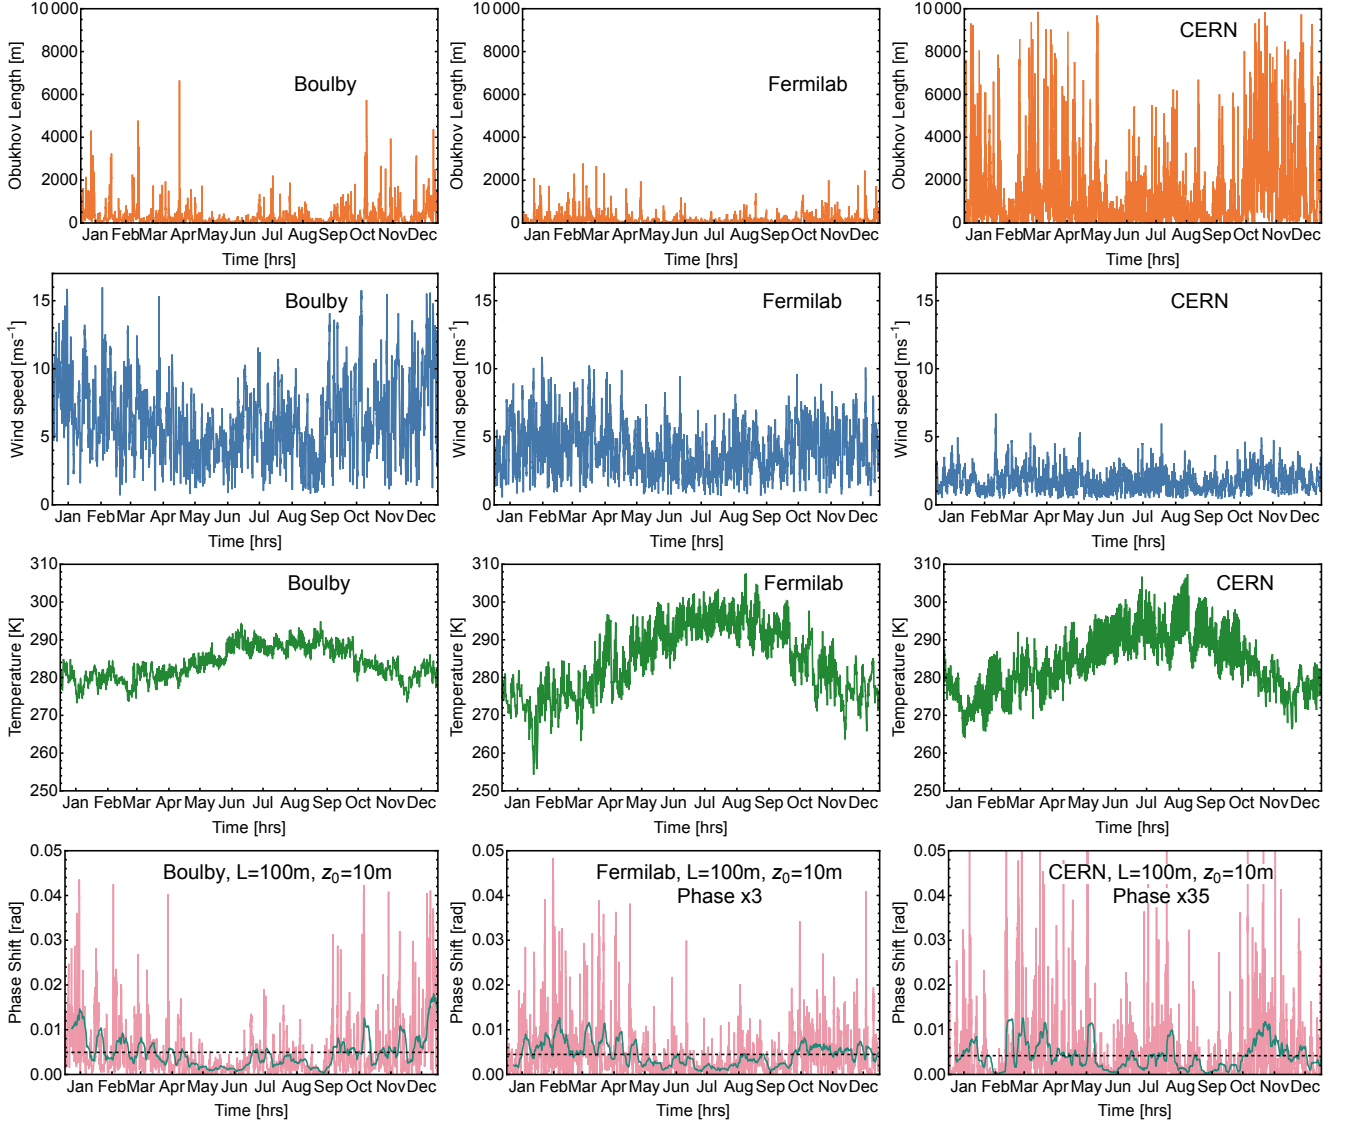 10 000
8000
6000
4000
2000
0
Obukhov Length [m]
Boulby
Jan Feb Mar Apr May Jun Jul Aug Sep Oct Nov Dec
Time [hrs]
10 000
8000
6000
4000
2000
0
Obukhov Length [m]
Fermilab
Jan Feb Mar Apr May Jun Jul Aug Sep Oct Nov Dec
Time [hrs]
10 000
8000
6000
4000
2000
0
Obukhov Length [m]
CERN
Jan Feb Mar Apr May Jun Jul Aug Sep Oct Nov Dec
Time [hrs]
15
10
5
0
Wind speed [ms⁻¹]
Boulby
Jan Feb Mar Apr May Jun Jul Aug Sep Oct Nov Dec
Time [hrs]
15
10
5
0
Wind speed [ms⁻¹]
Fermilab
Jan Feb Mar Apr May Jun Jul Aug Sep Oct Nov Dec
Time [hrs]
15
10
5
0
Wind speed [ms⁻¹]
CERN
Jan Feb Mar Apr May Jun Jul Aug Sep Oct Nov Dec
Time [hrs]
310
300
290
280
270
260
250
Temperature [K]
Boulby
Jan Feb Mar Apr May Jun Jul Aug Sep Oct Nov Dec
Time [hrs]
310
300
290
280
270
260
250
Temperature [K]
Fermilab
Jan Feb Mar Apr May Jun Jul Aug Sep Oct Nov Dec
Time [hrs]
310
300
290
280
270
260
250
Temperature [K]
CERN
Jan Feb Mar Apr May Jun Jul Aug Sep Oct Nov Dec
Time [hrs]
0.05
0.04
0.03
0.02
0.01
0.00
Phase Shift [rad]
Boulby, L=100m, z₀=10m
Jan Feb Mar Apr May Jun Jul Aug Sep Oct Nov Dec
Time [hrs]
0.05
0.04
0.03
0.02
0.01
0.00
Phase Shift [rad]
Fermilab, L=100m, z₀=10m
Phase x3
Jan Feb Mar Apr May Jun Jul Aug Sep Oct Nov Dec
Time [hrs]
0.05
0.04
0.03
0.02
0.01
0.00
Phase Shift [rad]
CERN, L=100m, z₀=10m
Phase x35
Jan Feb Mar Apr May Jun Jul Aug Sep Oct Nov Dec
Time [hrs]